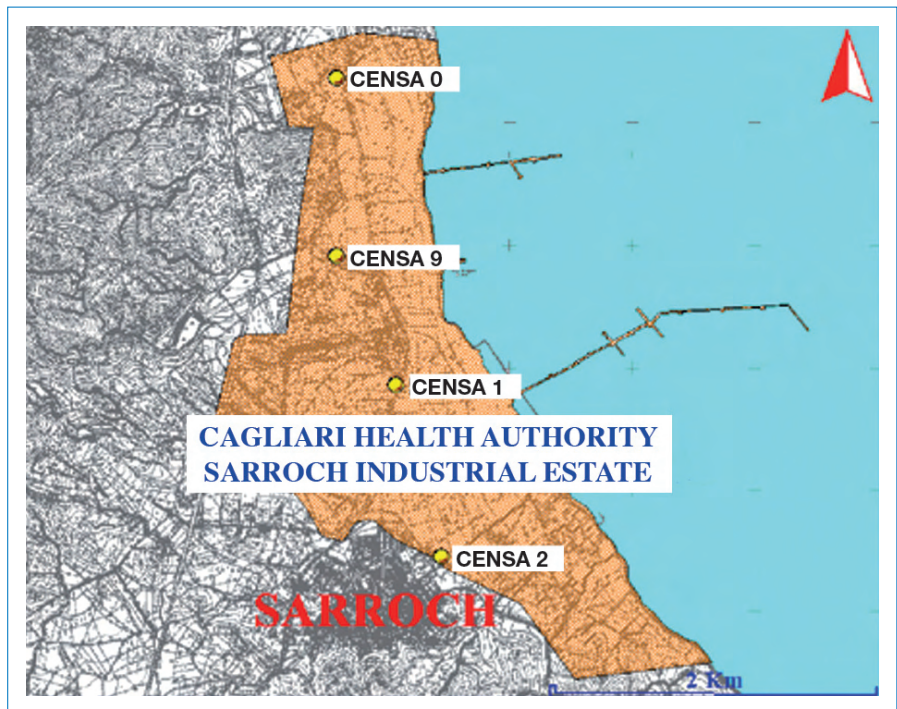 CENSA 0
CENSA 9
CENSA 1
CAGLIARI HEALTH AUTHORITY
SARROCH INDUSTRIAL ESTATE
CENSA 2
SARROCH
2 Km